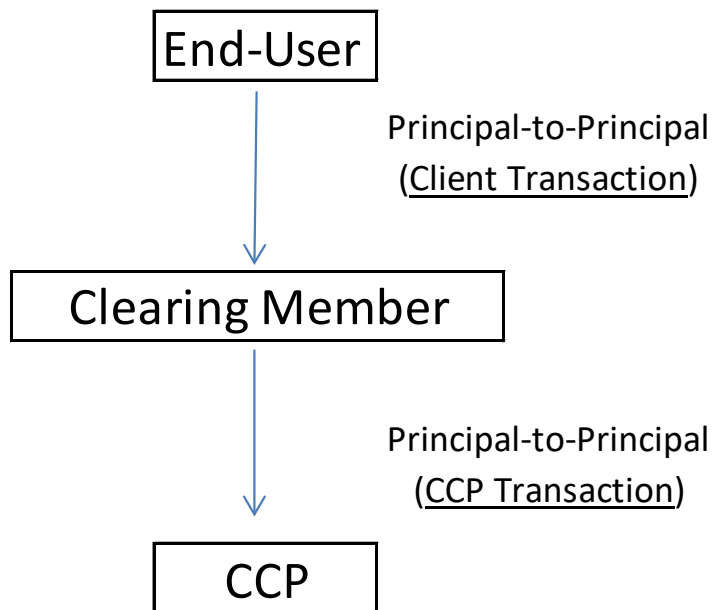 End-User
Principal-to-Principal
(Client Transaction)
Clearing Member
Principal-to-Principal
(CCP Transaction)
CCP